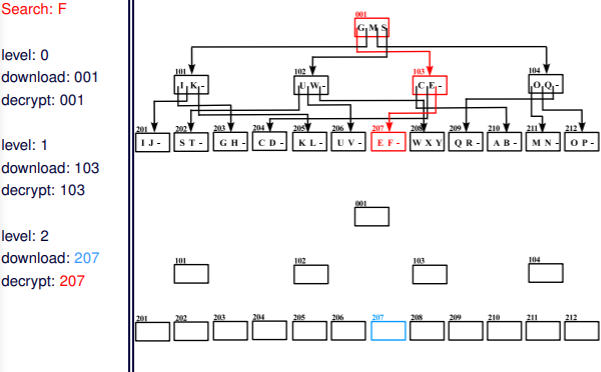 Search: F
level: 0
download: 001
decrypt: 001
level: 1
download: 103
decrypt: 103
level: 2
download: 207
decrypt: 207
001
G M S
101 102 103 104
I K - U W - C E - O Q -
201 202 203 204 205 206 207 208 209 210 211 212
I J - S T - G H - C D - K L - U V - E F - W X Y Q R - A B - M N - O P -
001
101 102 103 104
201 202 203 204 205 206 207 208 209 210 211 212